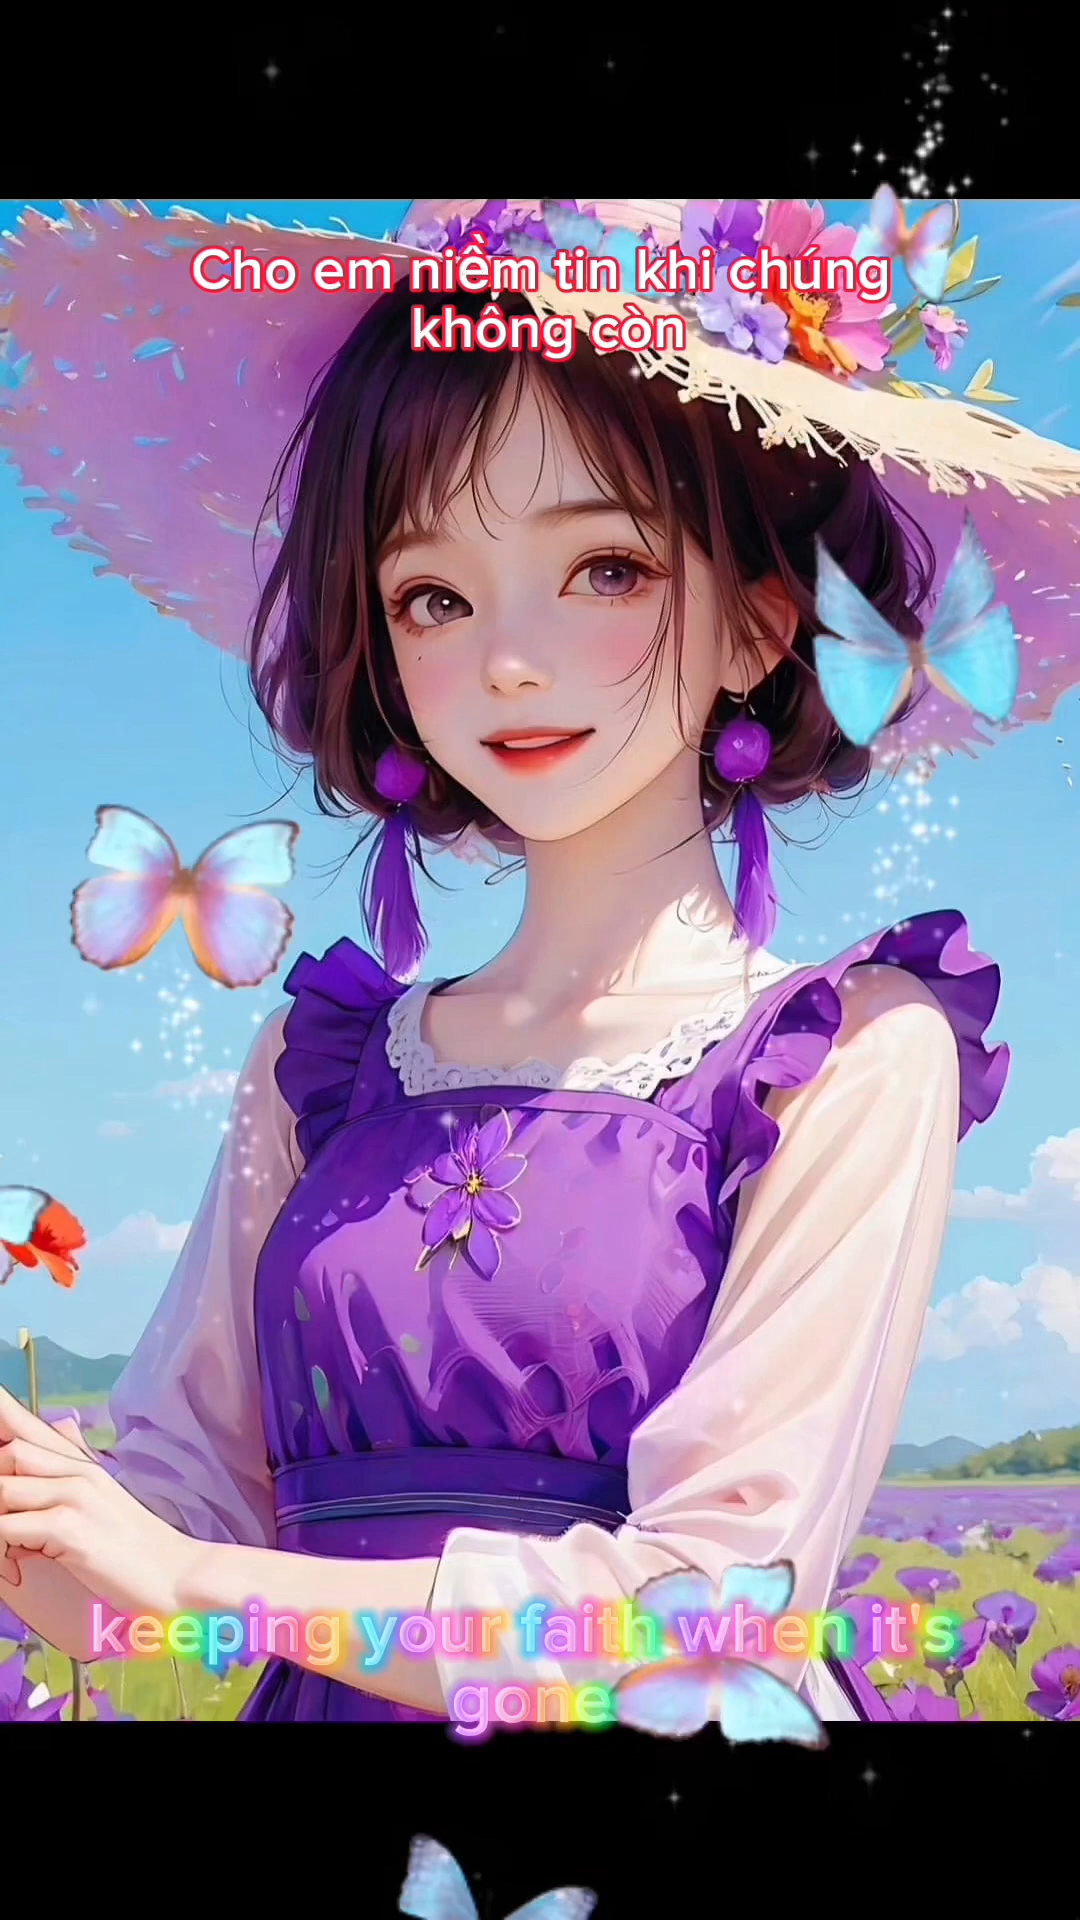 Cho em niềm tin khi chúng
không còn
keeping your faith when it's
gone